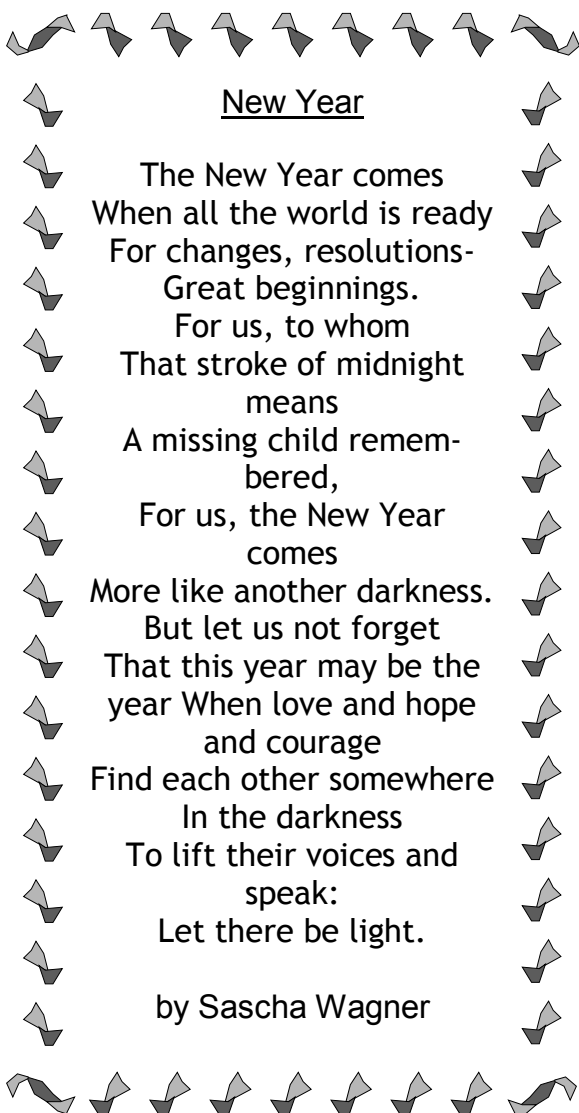 New Year
The New Year comes
When all the world is ready
For changes, resolutions-
Great beginnings.
For us, to whom
That stroke of midnight
means
A missing child remem-
bered,
For us, the New Year
comes
More like another darkness.
But let us not forget
That this year may be the
year When love and hope
and courage
Find each other somewhere
In the darkness
To lift their voices and
speak:
Let there be light.
by Sascha Wagner